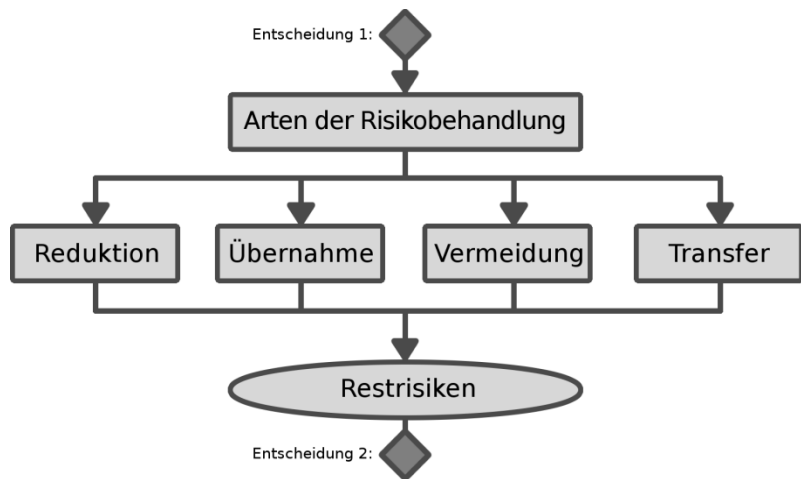 Entscheidung 1:
Arten der Risikobehandlung
Reduktion
Übernahme
Vermeidung
Transfer
Restrisiken
Entscheidung 2: